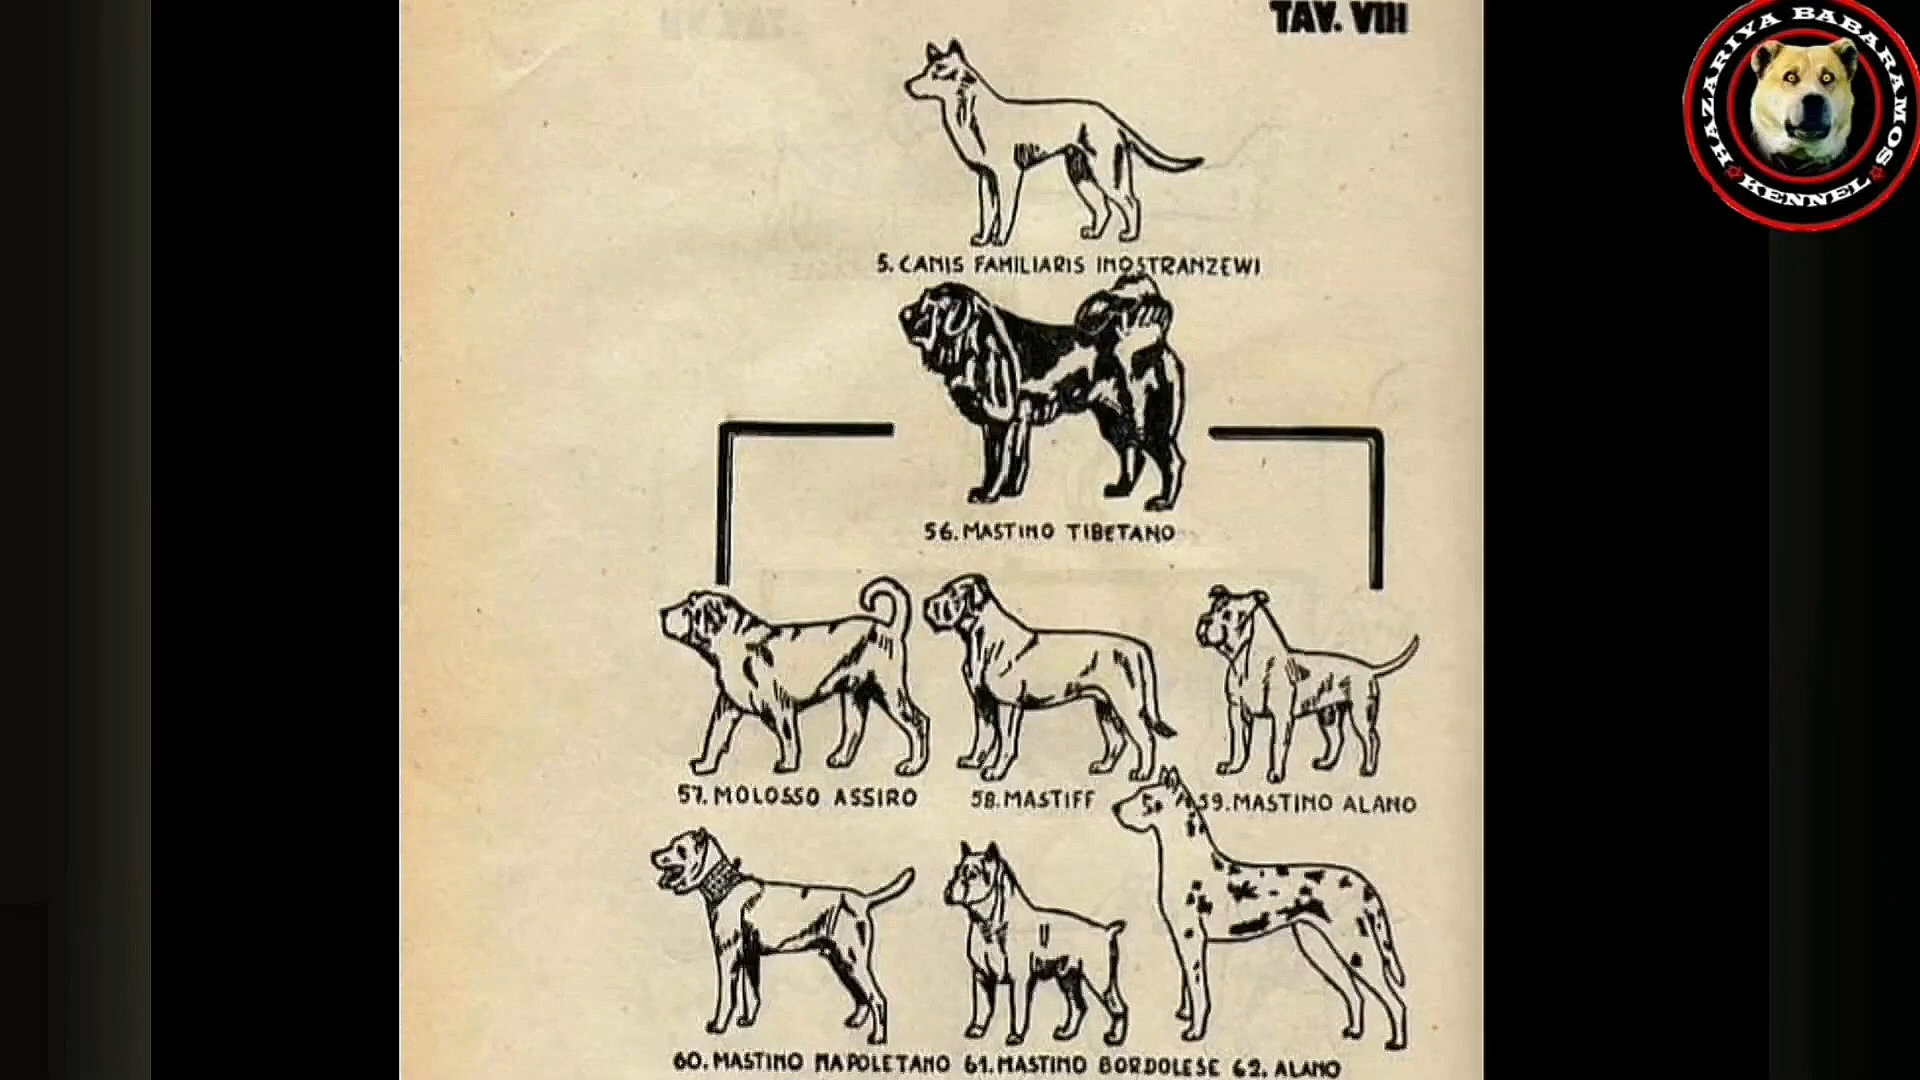 TAV. VIII
HAZARIYA BABARAMOS
KENNEL
5. CANIS FAMILIARIS INOSTRANZEWI
56. MASTINO TIBETANO
57. MOLOSSO ASSIRO
58. MASTIFF
59. MASTINO ALANO
60. MASTINO NAPOLETANO
61. MASTINO BORDOLESE
62. ALANO